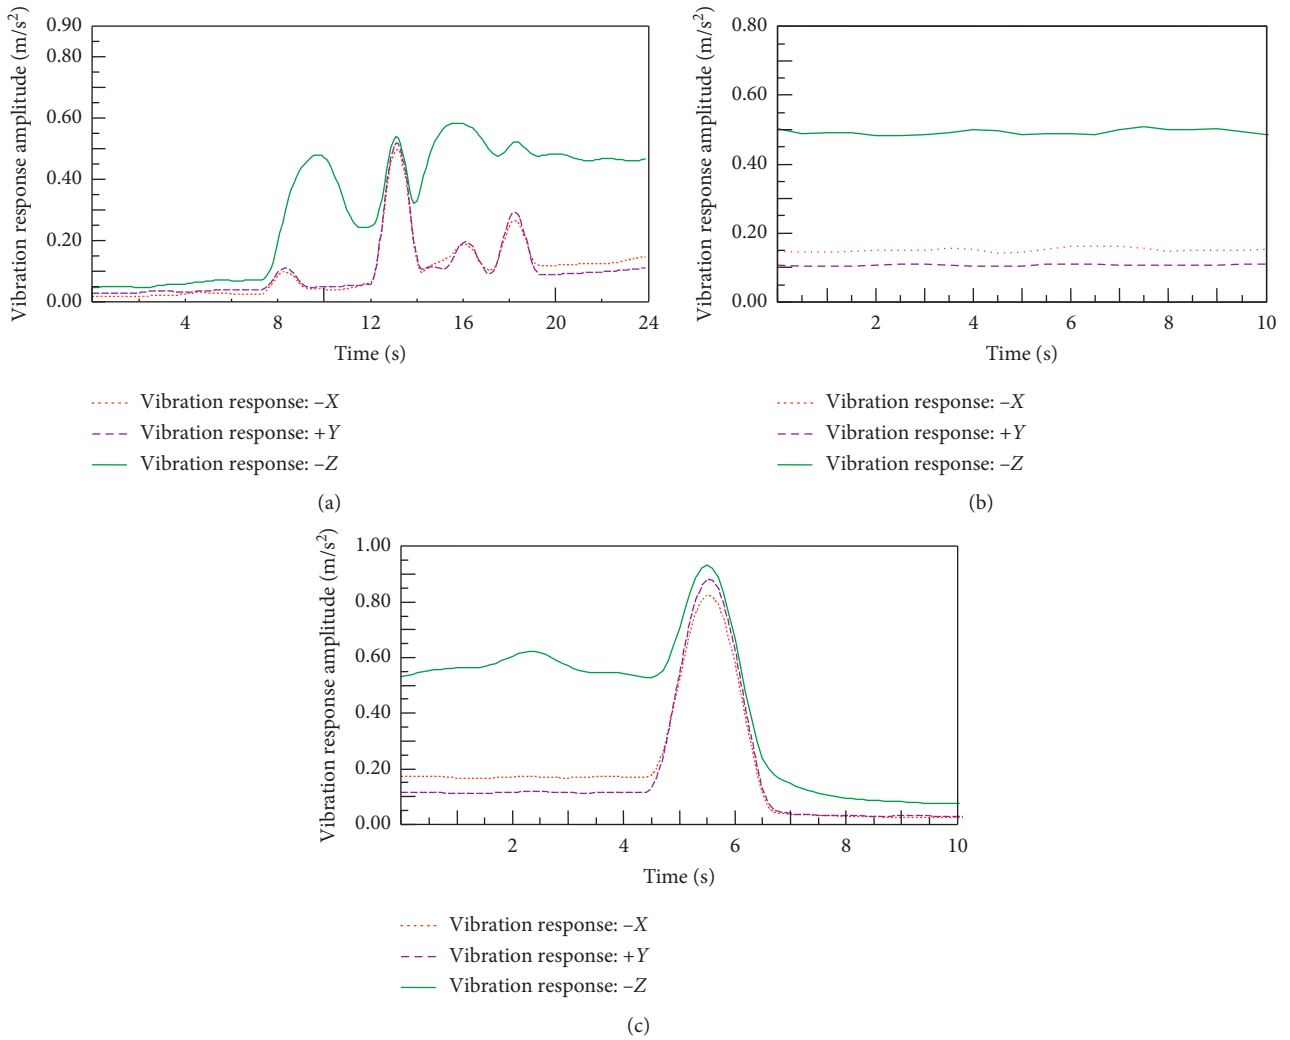 Vibration response amplitude (m/s²)
0.90
0.80
0.60
0.40
0.20
0.00
4
8
12
16
20
24
Time (s)
Vibration response: –X
Vibration response: +Y
Vibration response: –Z
(a)
Vibration response amplitude (m/s²)
0.80
0.60
0.40
0.20
0.00
2
4
6
8
10
Time (s)
Vibration response: –X
Vibration response: +Y
Vibration response: –Z
(b)
Vibration response amplitude (m/s²)
1.00
0.80
0.60
0.40
0.20
0.00
2
4
6
8
10
Time (s)
Vibration response: –X
Vibration response: +Y
Vibration response: –Z
(c)